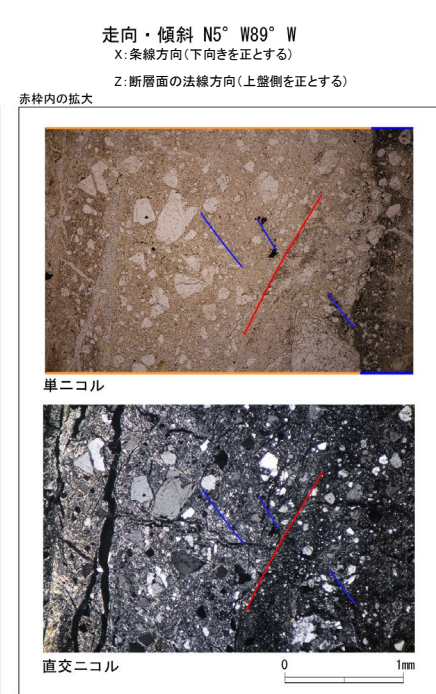 走向・傾斜 N5°W89°W
X:条線方向(下向きを正とする)
Z:断層面の法線方向(上盤側を正とする)
赤枠内の拡大
単ニコル
直交ニコル
0 1mm